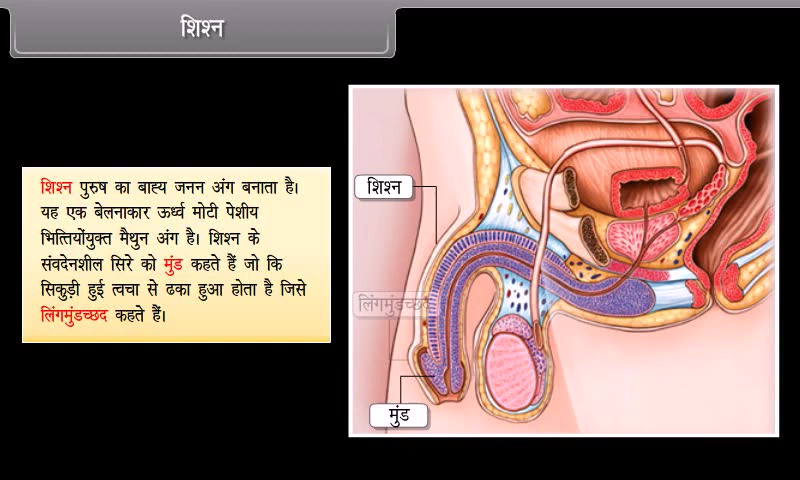 शिश्न
शिश्न पुरुष का बाह्य जनन अंग बनाता है।
यह एक बेलनाकार ऊर्ध्व मोटी पेशीय
भित्तियोंयुक्त मैथुन अंग है। शिश्न के
संवदेनशील सिरे को मुंड कहते हैं जो कि
सिकुड़ी हुई त्वचा से ढका हुआ होता है जिसे
लिंगमुंडच्छद कहते हैं।
शिश्न
लिंगमुंडच्छद
मुंड